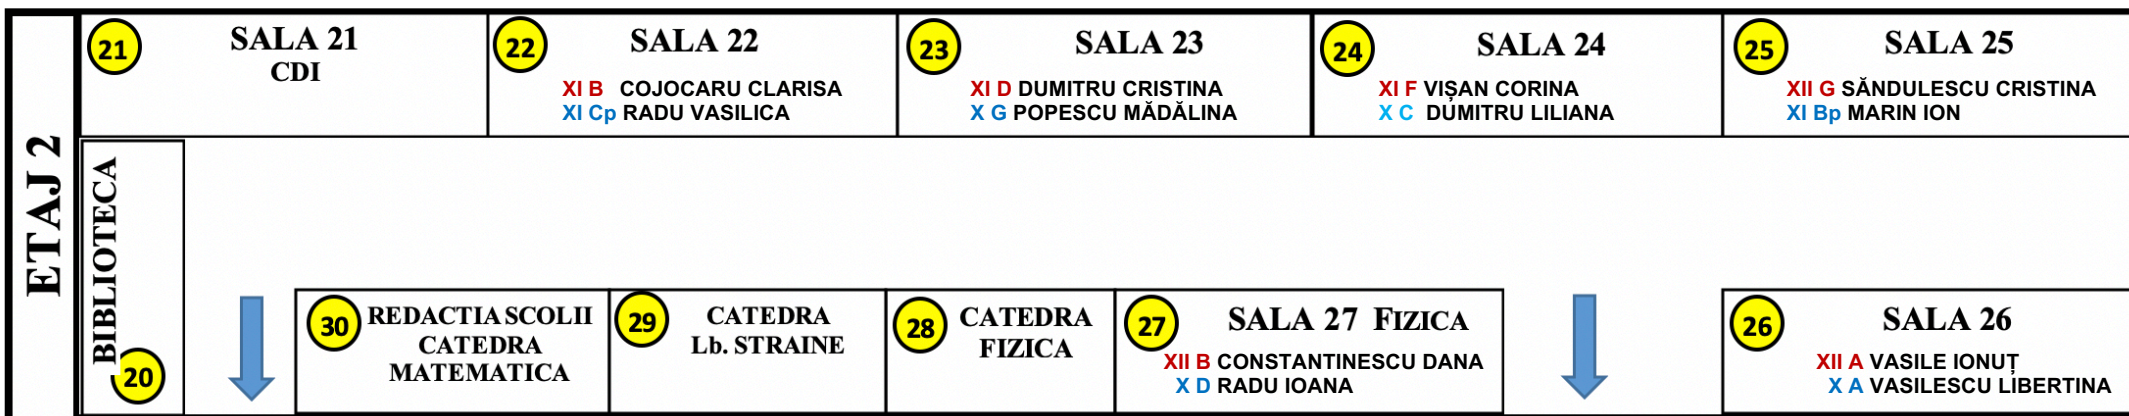 ETAJ 2
21
SALA 21
CDI
22
SALA 22
XI B COJOCARU CLARISA
XI Cp RADU VASILICA
23
SALA 23
XI D DUMITRU CRISTINA
X G POPESCU MĂDĂLINA
24
SALA 24
XI F VIȘAN CORINA
X C DUMITRU LILIANA
25
SALA 25
XII G SĂNDULESCU CRISTINA
XI Bp MARIN ION
BIBLIOTECA
20
30
REDACTIA SCOLII
CATEDRA
MATEMATICA
29
CATEDRA
Lb. STRAINE
28
CATEDRA
FIZICA
27
SALA 27 FIZICA
XII B CONSTANTINESCU DANA
X D RADU IOANA
26
SALA 26
XII A VASILE IONUȚ
X A VASILESCU LIBERTINA